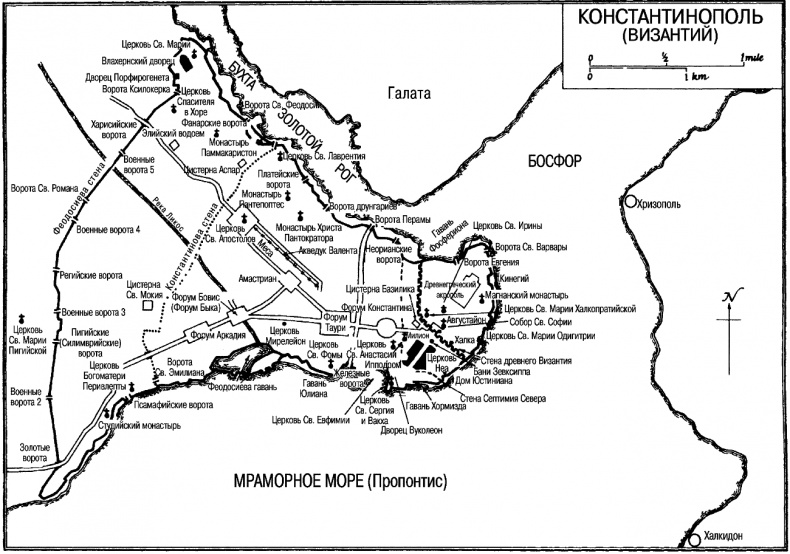 КОНСТАНТИНОПОЛЬ
(ВИЗАНТИЙ)
0 ½ 1 mile
0 1 km
Церковь Св. Марии
Влахернский дворец
Дворец Порфирогенета
Ворота Ксилокерка
Церковь
Спасителя
в Хоре
Харисийские
ворота
Элийский водоем
Фанарские ворота
Монастырь
Паммакаристон
Цистерна Аспар
БУХТА
ЗОЛОТОЙ
РОГ
Ворота Св. Феодосии
Галата
БОСФОР
Церковь Св. Лаврентия
Платейские
ворота
Монастырь
Пантепоптес
Церковь
Св. Апостолов
Монастырь Христа
Пантократора
Меса
Акведук Валента
Военные
ворота 5
Ворота Св. Романа
Феодосиева стена
Военные ворота 4
Река Ликос
Константинова стена
Регийские ворота
Цистерна
Св. Мокия
Военные ворота 3
Церковь
Св. Марии
Пигийской
Пигийские
(Силимврийские)
ворота
Церковь
Богоматери
Перивлепты
Военные
ворота 2
Золотые
ворота
Студийский монастырь
Псамафийские ворота
Ворота
Св. Эмилиана
Феодосиева гавань
Форум Аркадия
Форум Бовис
(Форум Быка)
Амастриан
Церковь
Мирелейон
Форум
Таури
Форум Константина
Цистерна Базилика
Ворота друнгариев
Ворота Перамы
Неорианские
ворота
Гавань
Фосфериона
Церковь Св. Ирины
Ворота Св. Варвары
Ворота Евгения
Кинегий
Древнегреческий
акрополь
Манганский монастырь
Церковь Св. Марии Халкопратийской
Августайон
Собор Св. Софии
Милион
Халка
Церковь Св. Марии Одигитрии
Стена древнего Византия
Бани Зевксиппа
Дом Юстиниана
Стена Септимия Севера
Церковь
Неа
Ипподром
Церковь
Св. Анастасии
Церковь
Св. Фомы
Железные
ворота
Гавань
Юлиана
Церковь Св. Евфимии
Церковь
Св. Сергия
и Вакха
Гавань Хормизда
Дворец Вуколеон
Хризополь
N
МРАМОРНОЕ МОРЕ (Пропонтис)
Халкидон